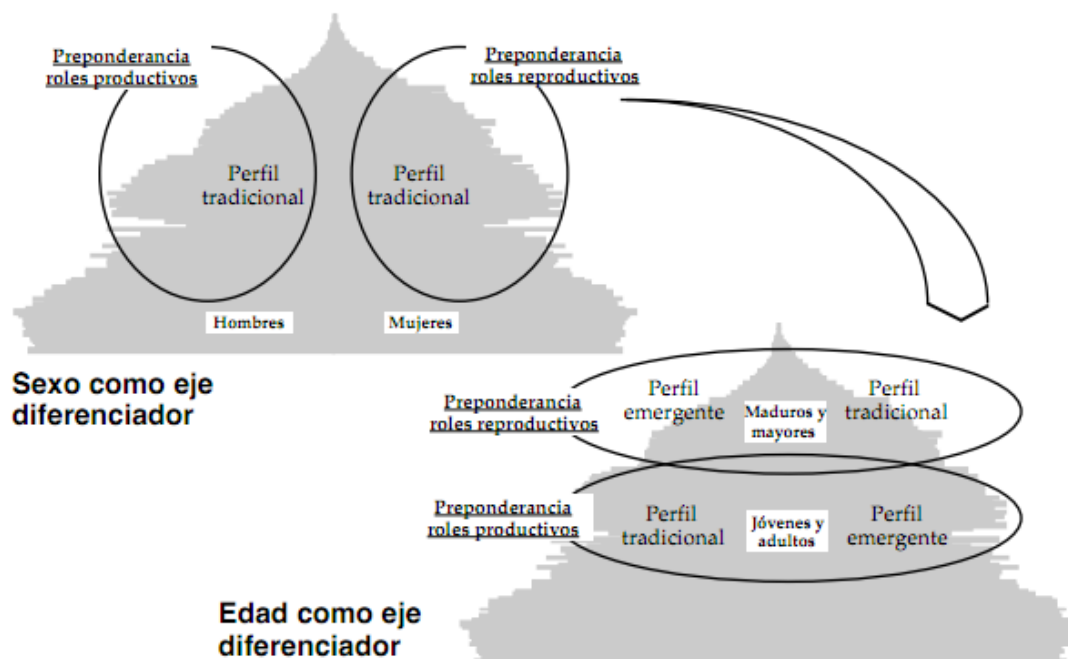 Preponderancia
roles productivos
Preponderancia
roles reproductivos
Perfil
tradicional
Perfil
tradicional
Hombres
Mujeres
Sexo como eje
diferenciador
Preponderancia
roles reproductivos
Perfil
emergente
Maduros y
mayores
Perfil
tradicional
Preponderancia
roles productivos
Perfil
tradicional
Jóvenes y
adultos
Perfil
emergente
Edad como eje
diferenciador